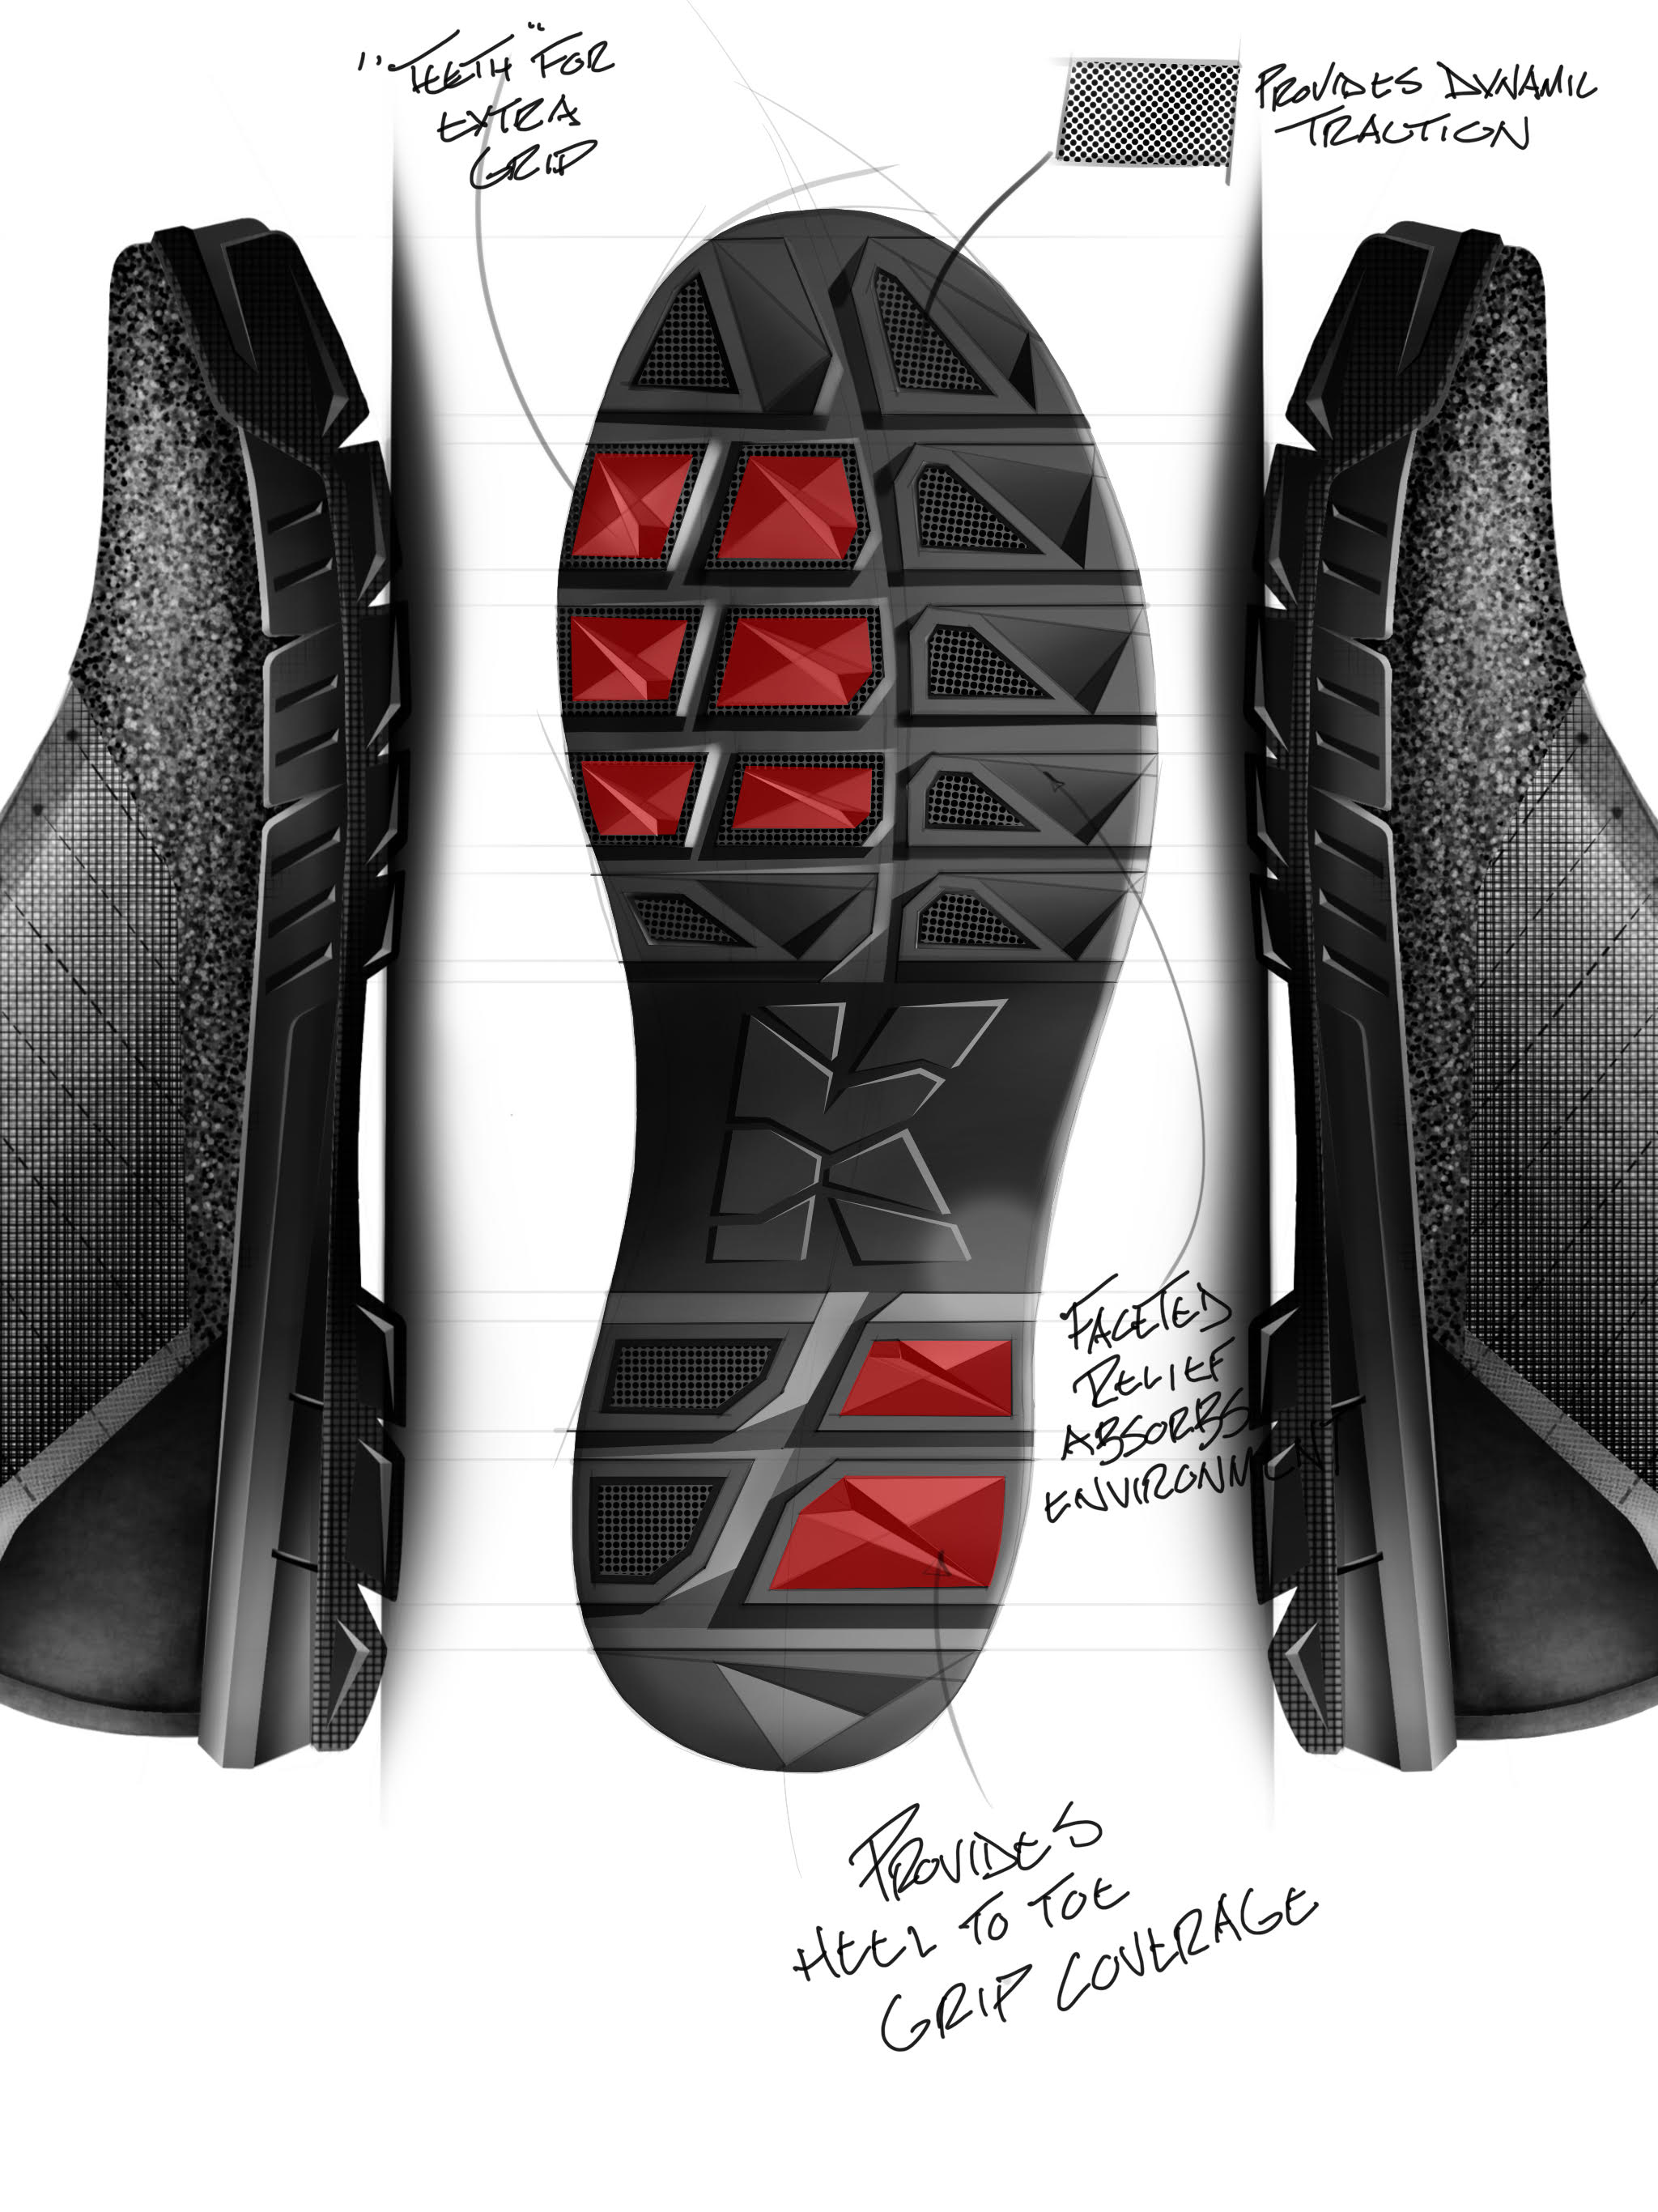 "TEETH" FOR
EXTRA
GRIP
PROVIDES DYNAMIC
TRACTION
K
FACETED
RELIEF
ABSORBS
ENVIRONMENT
PROVIDES
HEEL TO TOE
GRIP COVERAGE